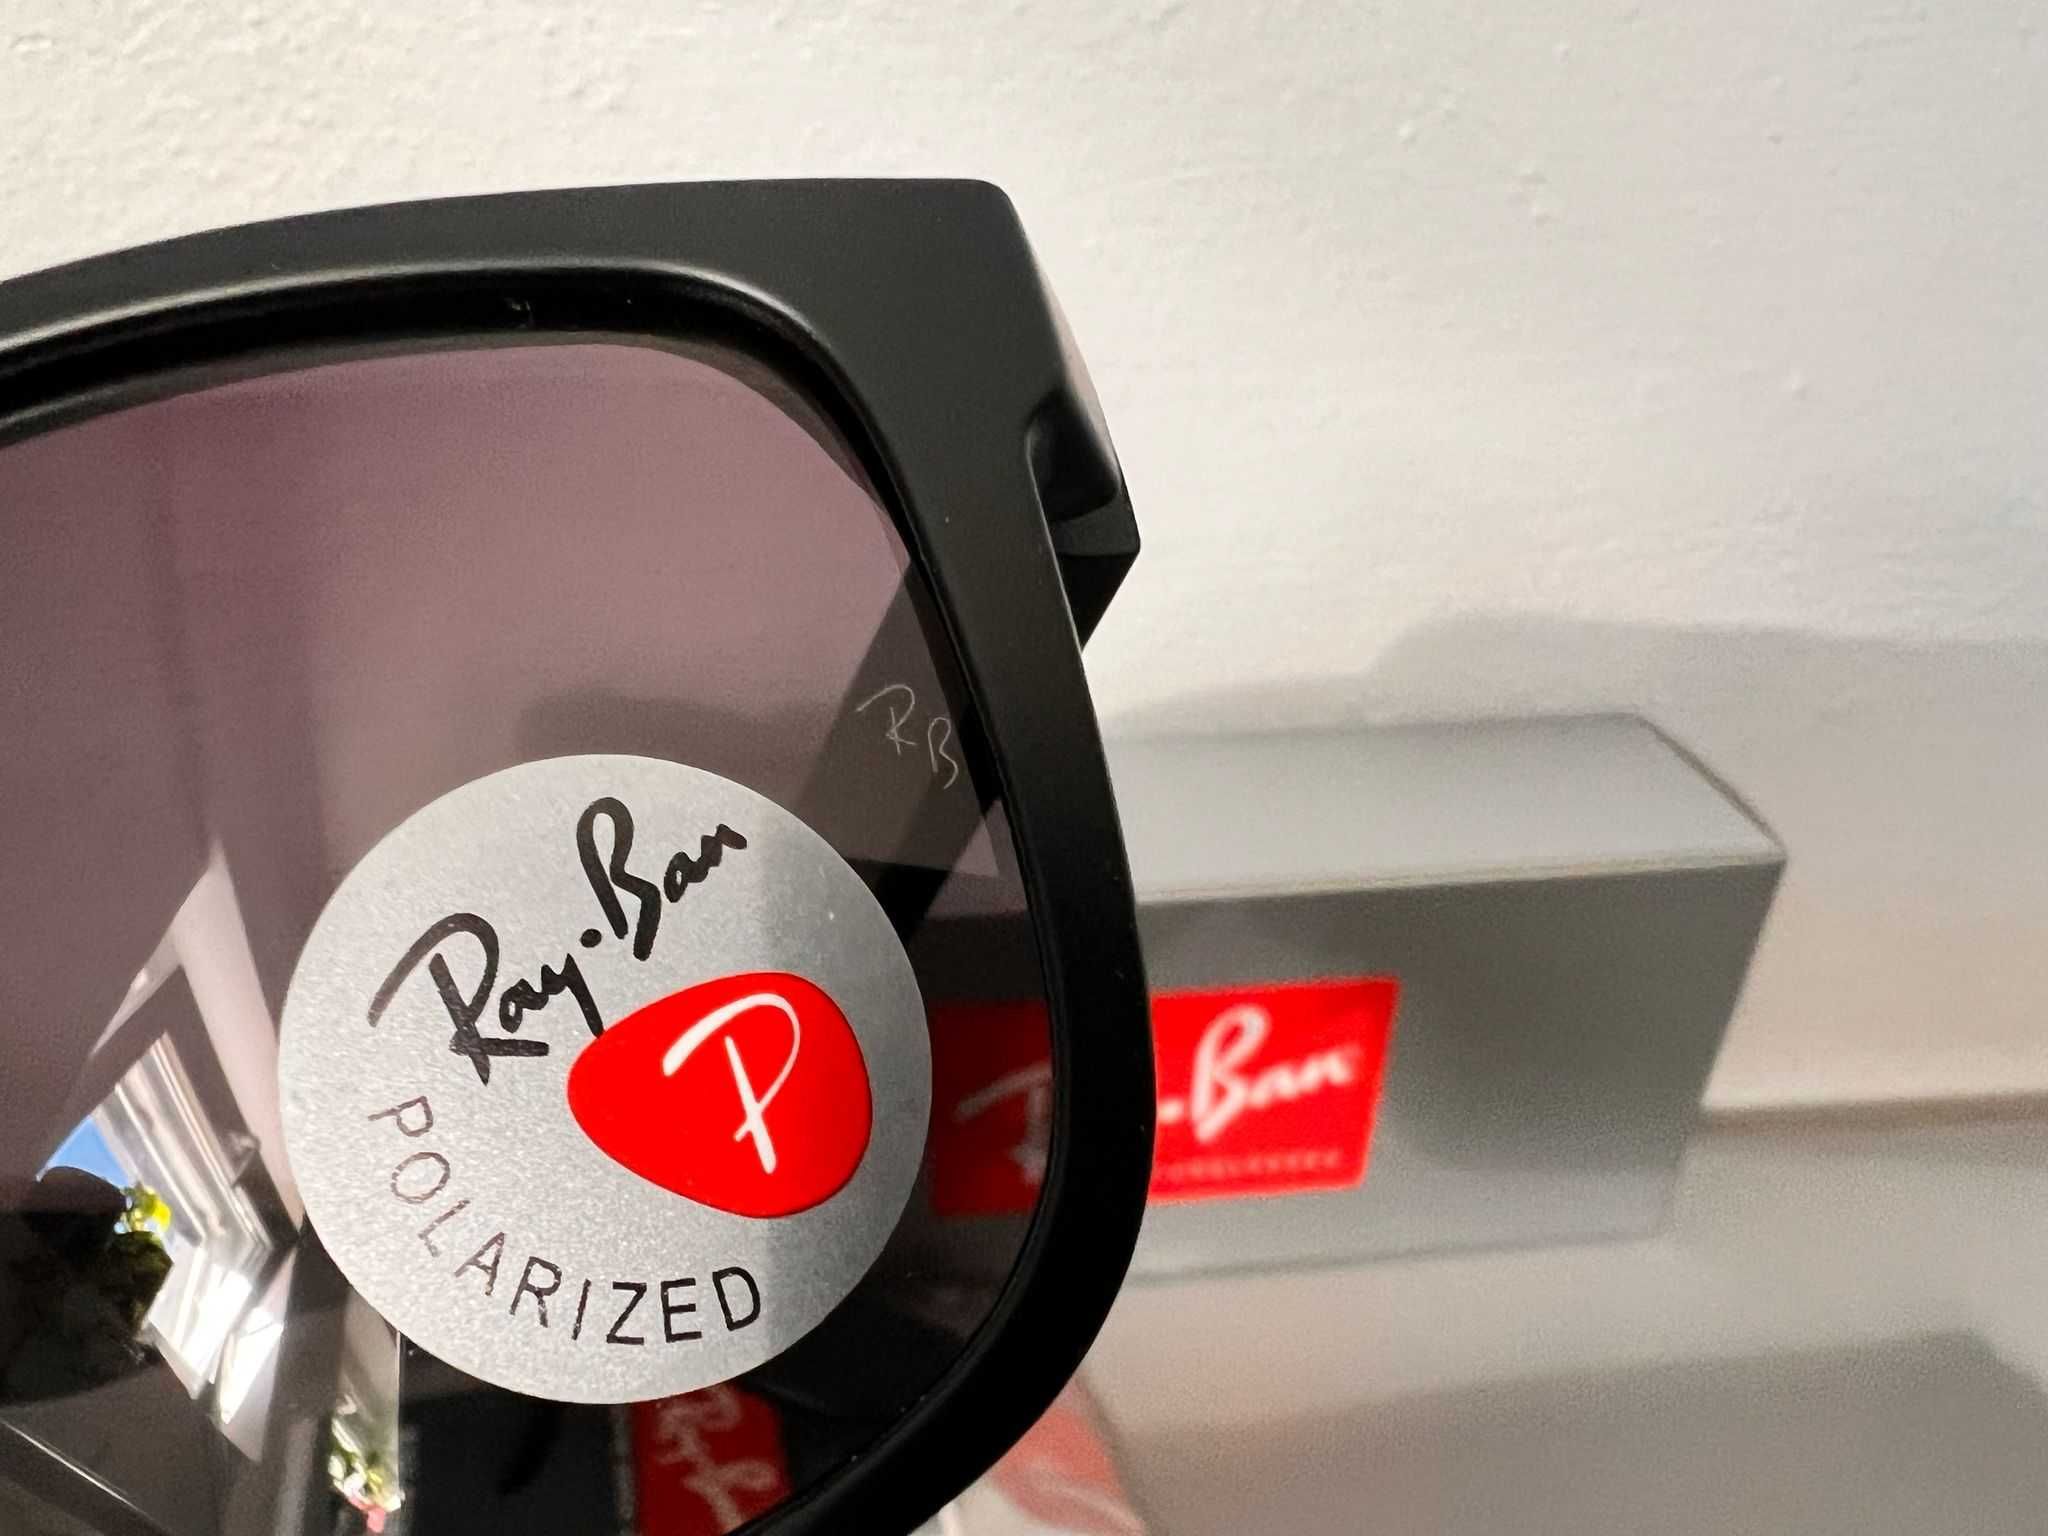 RB
Ray-Ban
P
POLARIZED
Ray-Ban